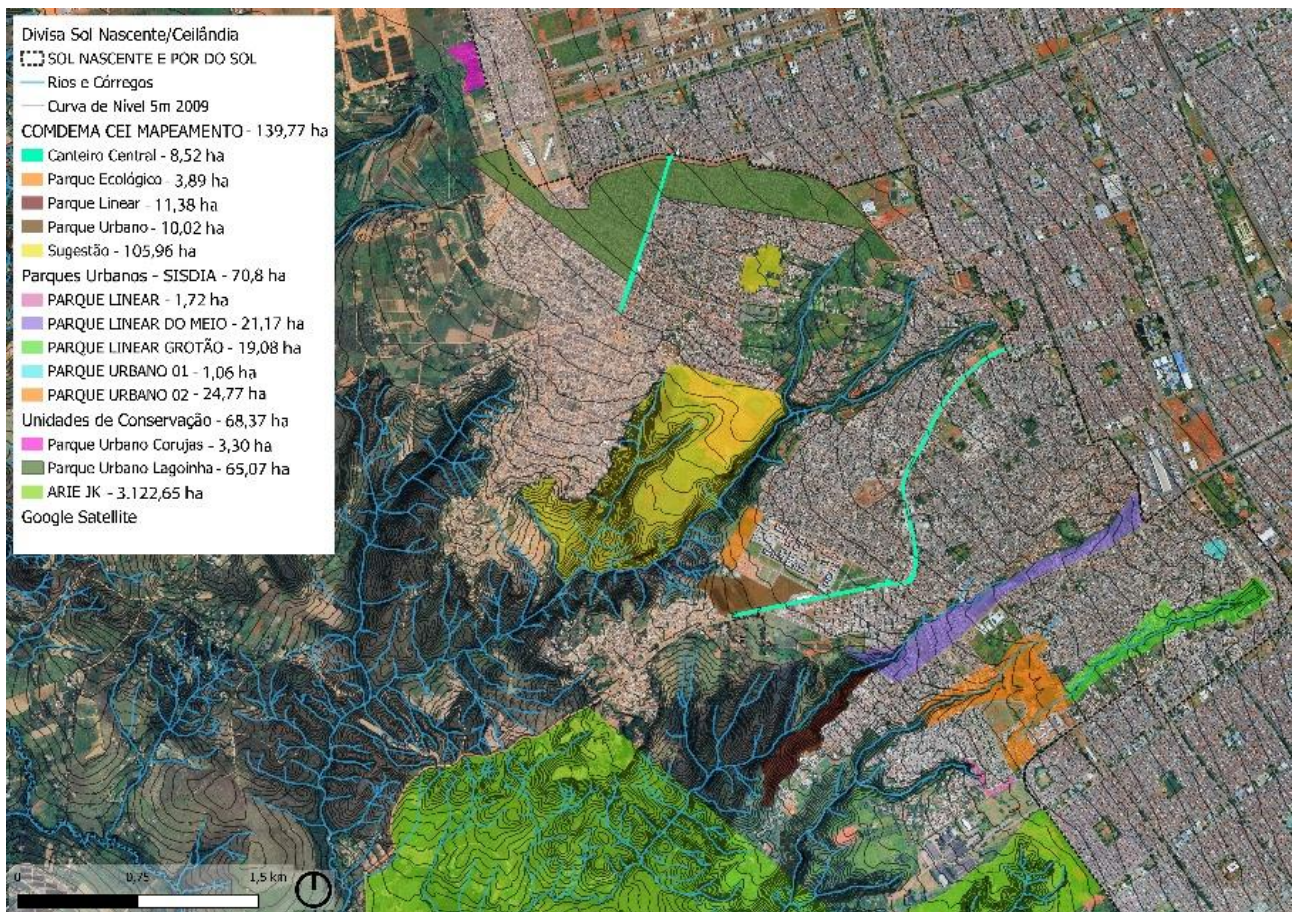 Divisa Sol Nascente/Ceilândia
SOL NASCENTE E POR DO SOL
Rios e Córregos
Curva de Nível 5m 2009
COMDEMA CEI MAPEAMENTO - 139,77 ha
Canteiro Central - 8,52 ha
Parque Ecológico - 3,89 ha
Parque Linear - 11,38 ha
Parque Urbano - 10,02 ha
Sugestão - 105,96 ha
Parques Urbanos - SISDIA - 70,8 ha
PARQUE LINEAR - 1,72 ha
PARQUE LINEAR DO MEIO - 21,17 ha
PARQUE LINEAR GROTÃO - 19,08 ha
PARQUE URBANO 01 - 1,06 ha
PARQUE URBANO 02 - 24,77 ha
Unidades de Conservação - 68,37 ha
Parque Urbano Corujas - 3,30 ha
Parque Urbano Lagoinha - 65,07 ha
ARIE JK - 3.122,65 ha
Google Satellite
0 0,75 1,5 km